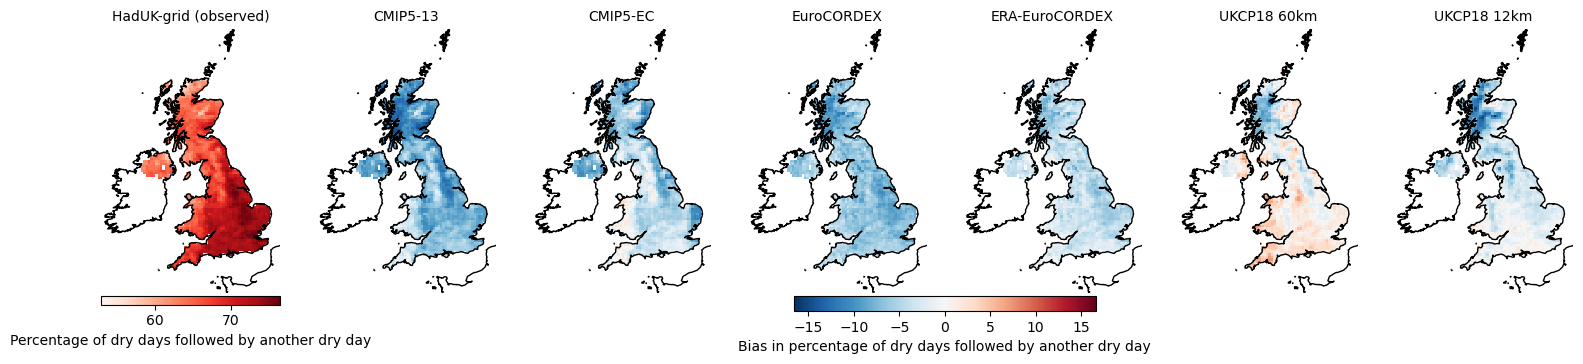 HadUK-grid (observed)
CMIP5-13
CMIP5-EC
EuroCORDEX
ERA-EuroCORDEX
UKCP18 60km
UKCP18 12km
60 70
Percentage of dry days followed by another dry day
−15 −10 −5 0 5 10 15
Bias in percentage of dry days followed by another dry day